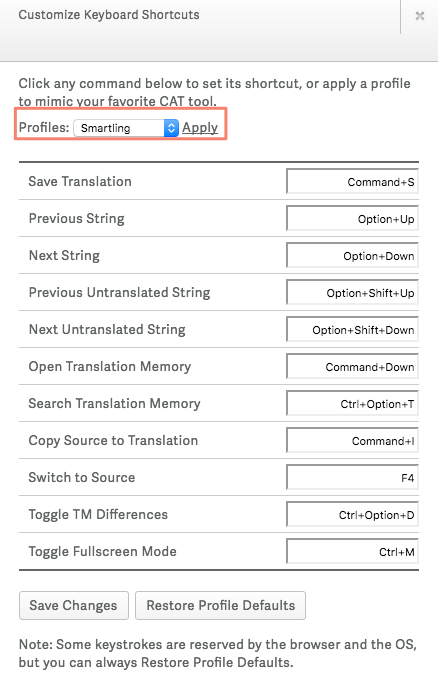 Customize Keyboard Shortcuts
Click any command below to set its shortcut, or apply a profile
to mimic your favorite CAT tool.
Profiles: Smartling Apply
Save Translation Command+S
Previous String Option+Up
Next String Option+Down
Previous Untranslated String Option+Shift+Up
Next Untranslated String Option+Shift+Down
Open Translation Memory Command+Down
Search Translation Memory Ctrl+Option+T
Copy Source to Translation Command+I
Switch to Source F4
Toggle TM Differences Ctrl+Option+D
Toggle Fullscreen Mode Ctrl+M
Save Changes Restore Profile Defaults
Note: Some keystrokes are reserved by the browser and the OS,
but you can always Restore Profile Defaults.